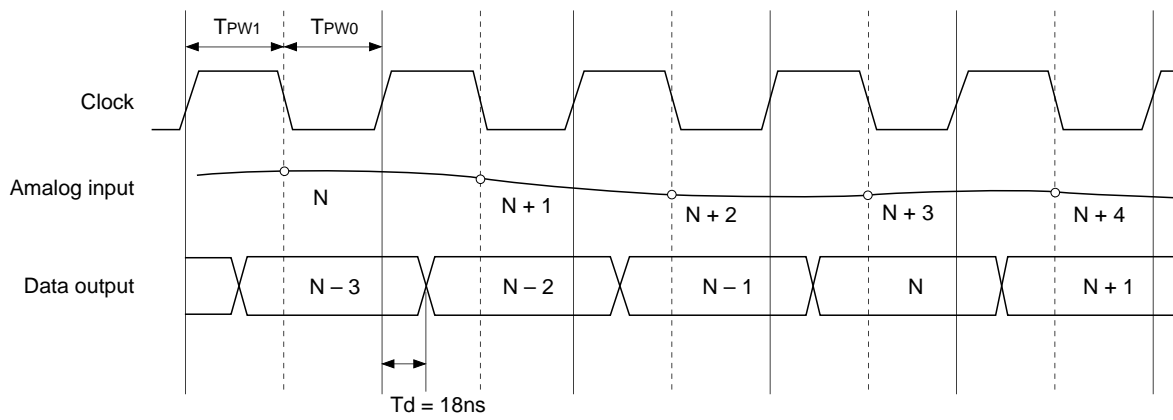 TPW1 TPW0
Clock
Amalog input
N
N + 1
N + 2
N + 3
N + 4
Data output
N – 3
N – 2
N – 1
N
N + 1
Td = 18ns